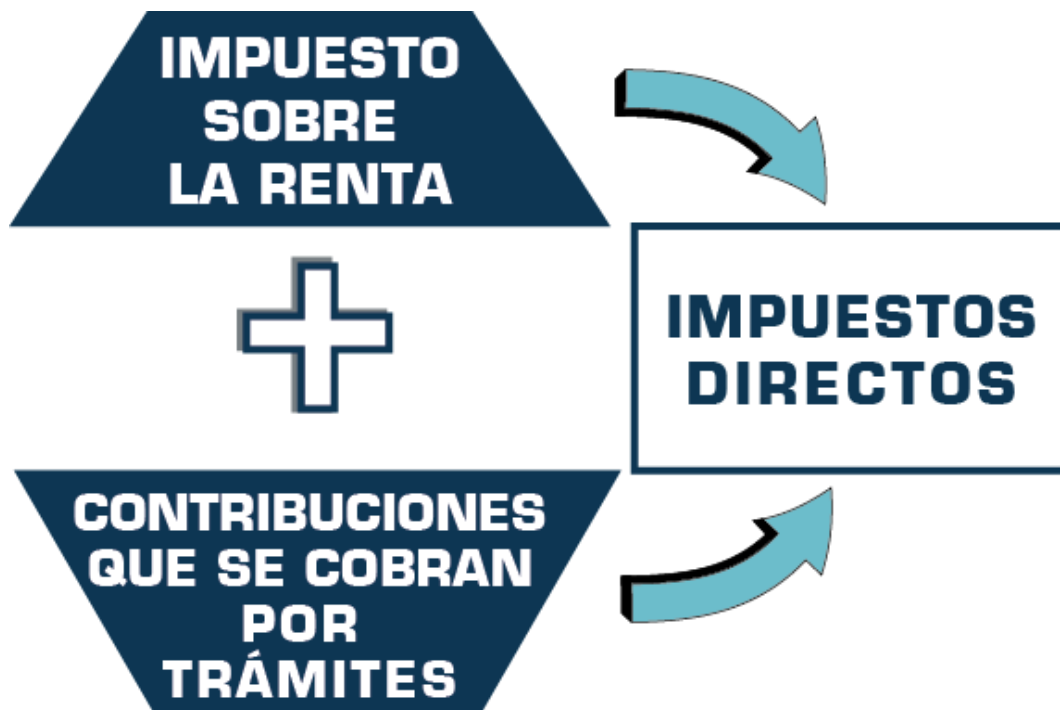 IMPUESTO
SOBRE
LA RENTA
IMPUESTOS
DIRECTOS
CONTRIBUCIONES
QUE SE COBRAN
POR
TRÁMITES